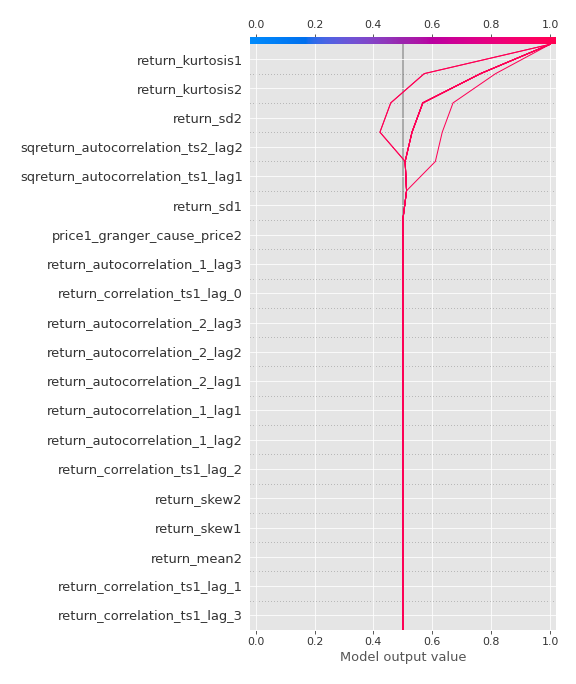 0.0 0.2 0.4 0.6 0.8 1.0
return_kurtosis1
return_kurtosis2
return_sd2
sqreturn_autocorrelation_ts2_lag2
sqreturn_autocorrelation_ts1_lag1
return_sd1
price1_granger_cause_price2
return_autocorrelation_1_lag3
return_correlation_ts1_lag_0
return_autocorrelation_2_lag3
return_autocorrelation_2_lag2
return_autocorrelation_2_lag1
return_autocorrelation_1_lag1
return_autocorrelation_1_lag2
return_correlation_ts1_lag_2
return_skew2
return_skew1
return_mean2
return_correlation_ts1_lag_1
return_correlation_ts1_lag_3
0.0 0.2 0.4 0.6 0.8 1.0
Model output value